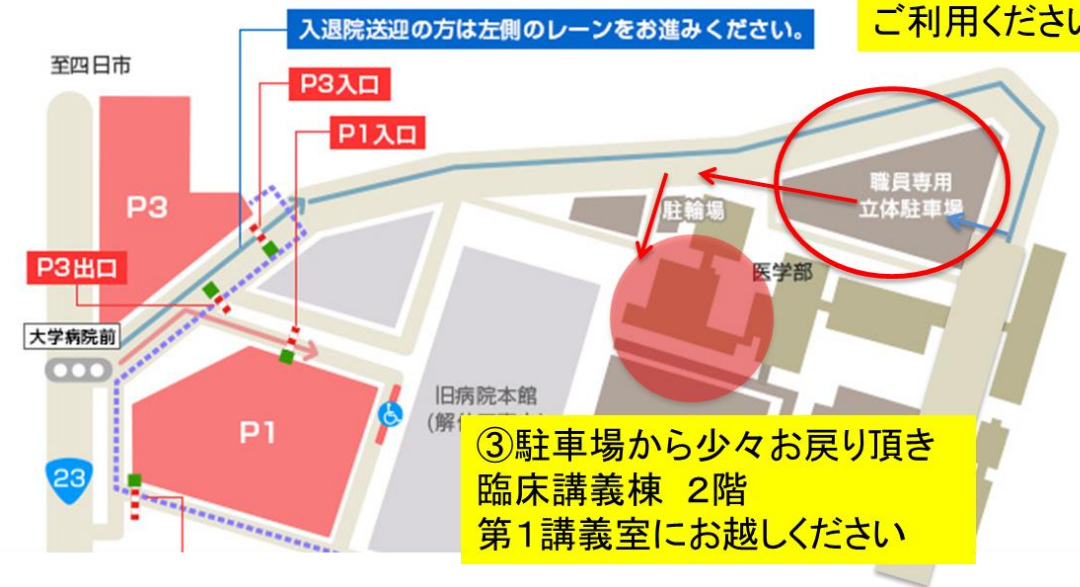 ご利用ください
入退院送迎の方は左側のレーンをお進みください。
至四日市
P3入口
P1入口
P3
職員専用
立体駐車場
駐輪場
P3出口
医学部
大学病院前
旧病院本館
(解体
P1
23
③駐車場から少々お戻り頂き
臨床講義棟 2階
第1講義室にお越しください